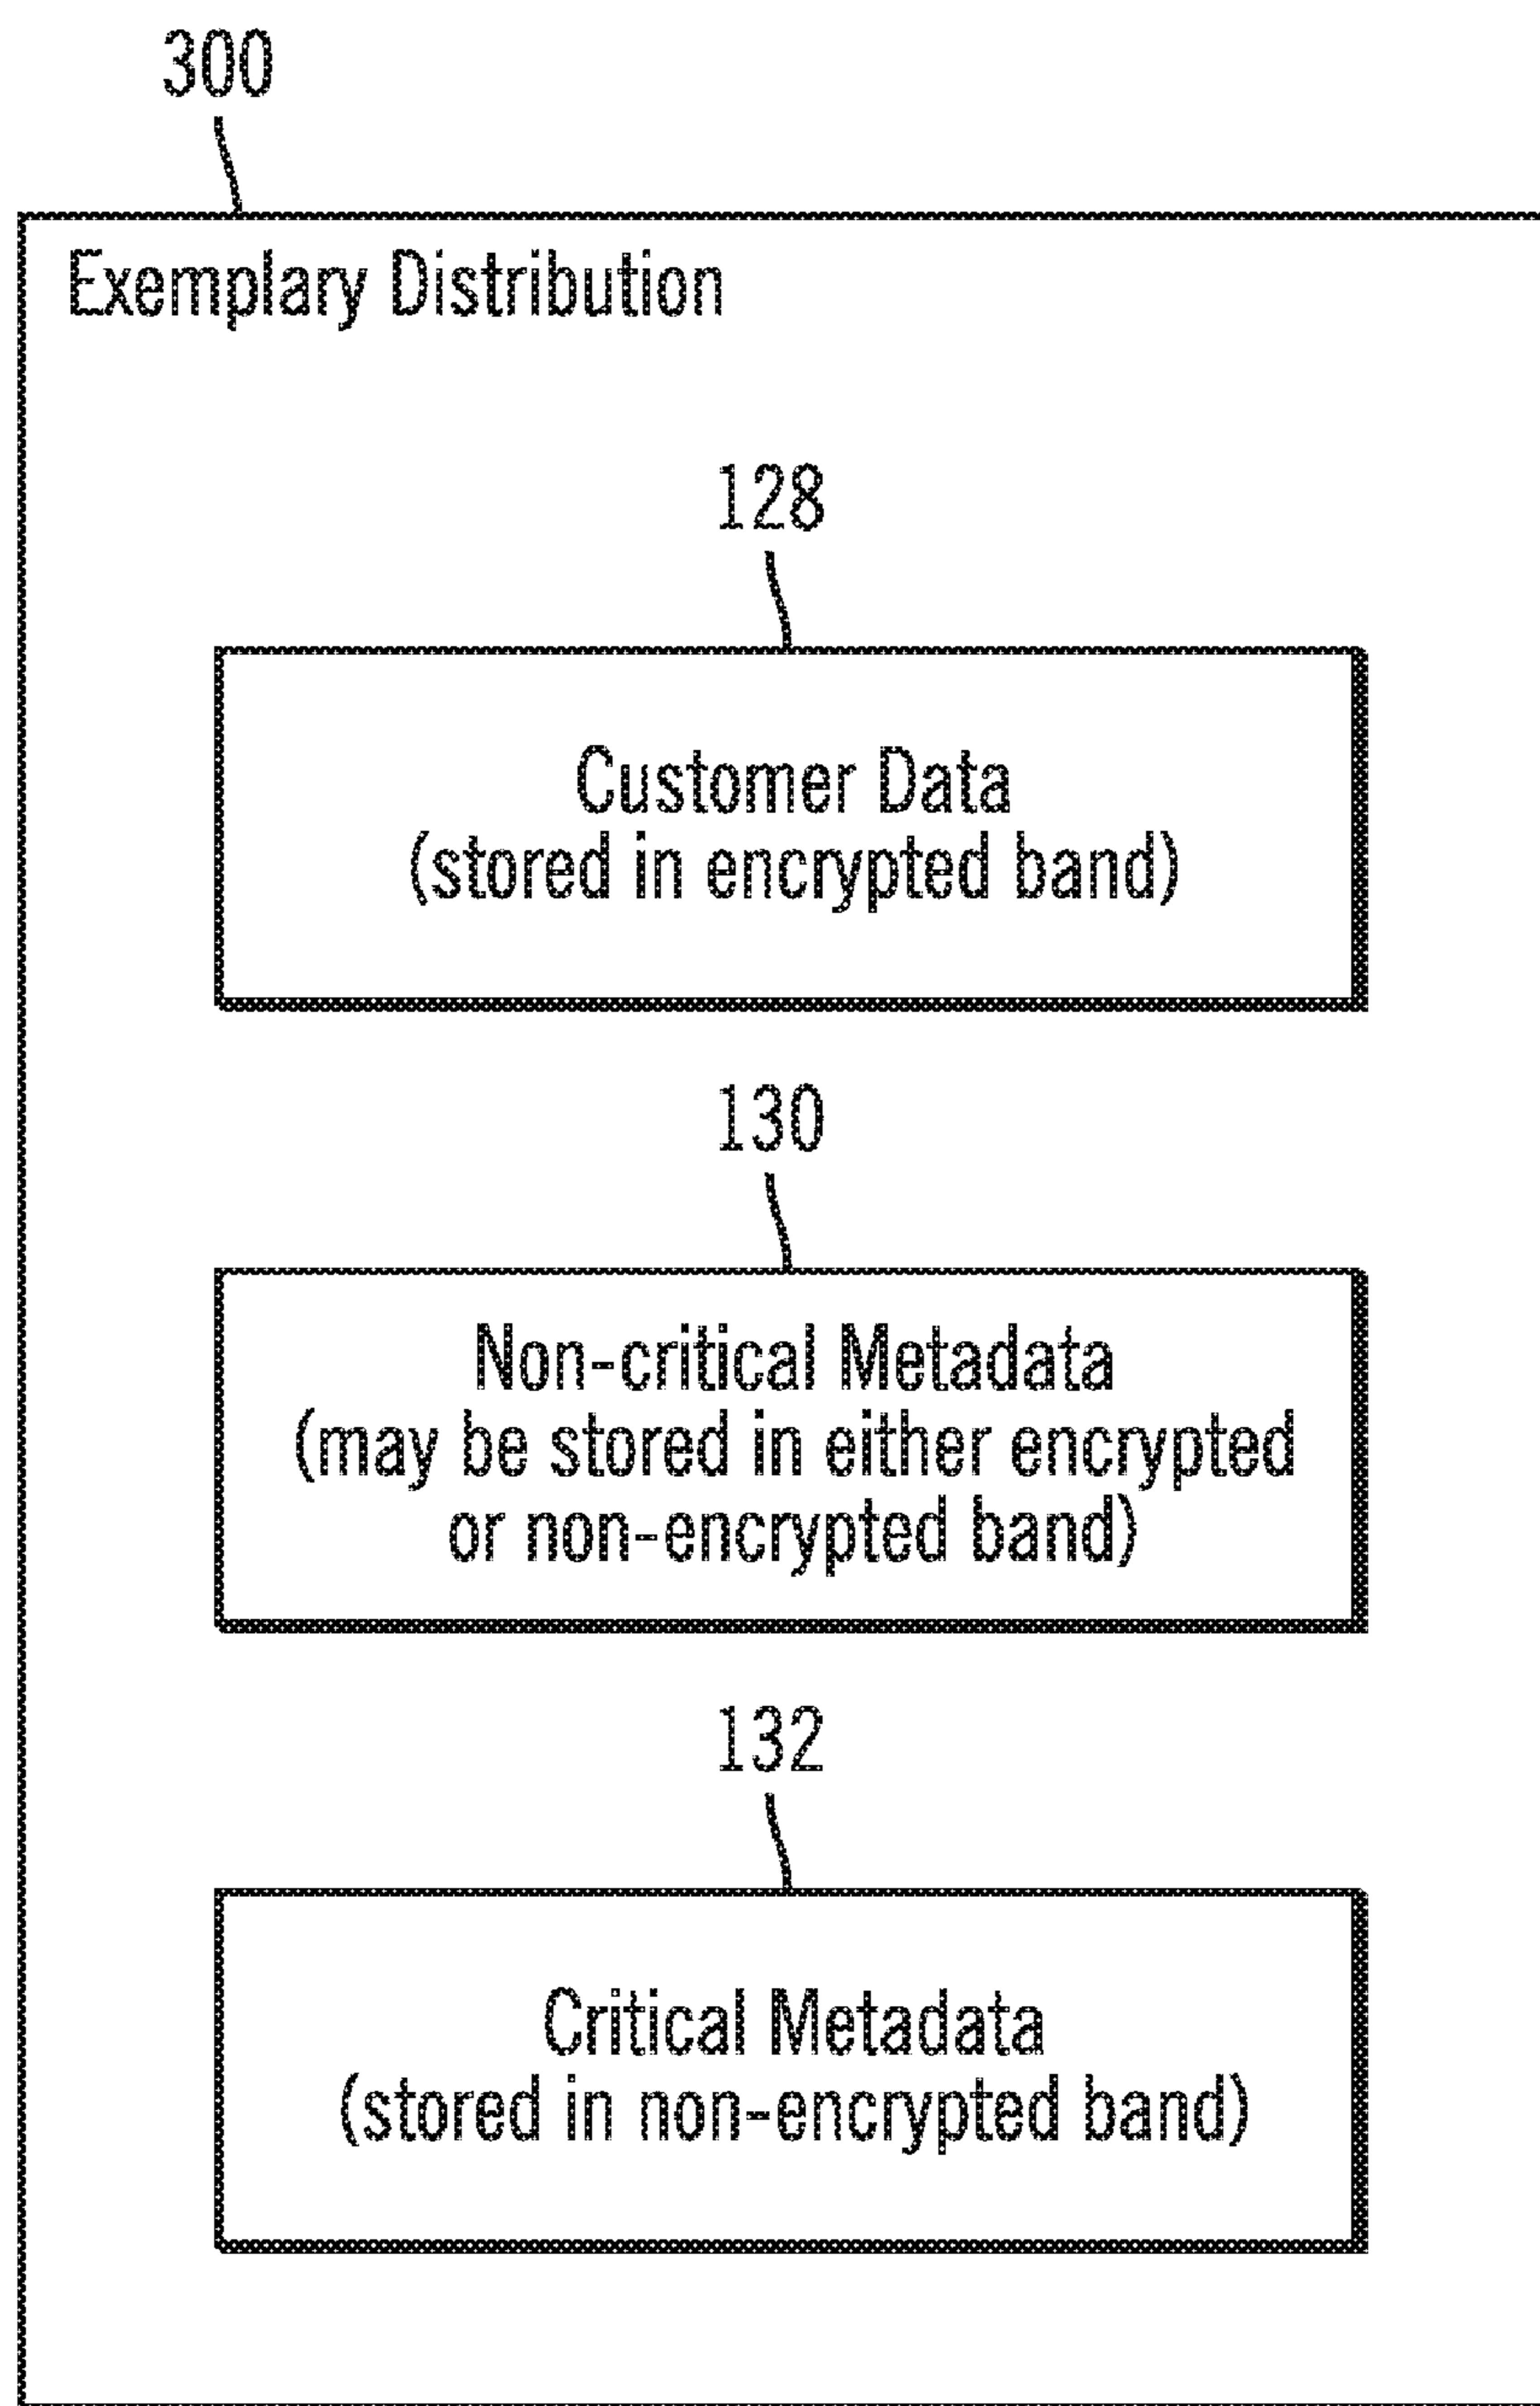 300
Exemplary Distribution
128
Customer Data
(stored in encrypted band)
130
Non-critical Metadata
(may be stored in either encrypted
or non-encrypted band)
132
Critical Metadata
(stored in non-encrypted band)